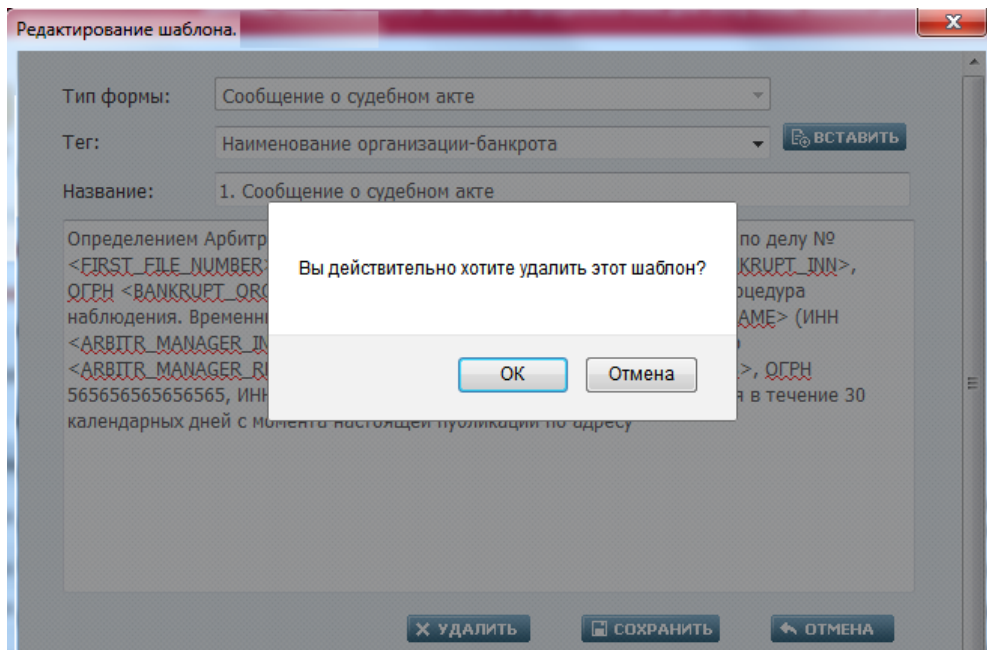 Редактирование шаблона.
Тип формы: Сообщение о судебном акте
Тег: Наименование организации-банкрота ВСТАВИТЬ
Название: 1. Сообщение о судебном акте
Определением Арбитр по делу №
<FIRST_FILE_NUMBER> KRUPT_INN>,
Вы действительно хотите удалить этот шаблон?
ОГРН <BANKRUPT_ORG оцедура
наблюдения. Временн AME> (ИНН
<ARBITR_MANAGER_IN
<ARBITR_MANAGER_R >, ОГРН
ОК Отмена
565656565656565, ИНН я в течение 30
календарных дней с момента настоящей публикации по адресу
УДАЛИТЬ СОХРАНИТЬ ОТМЕНА